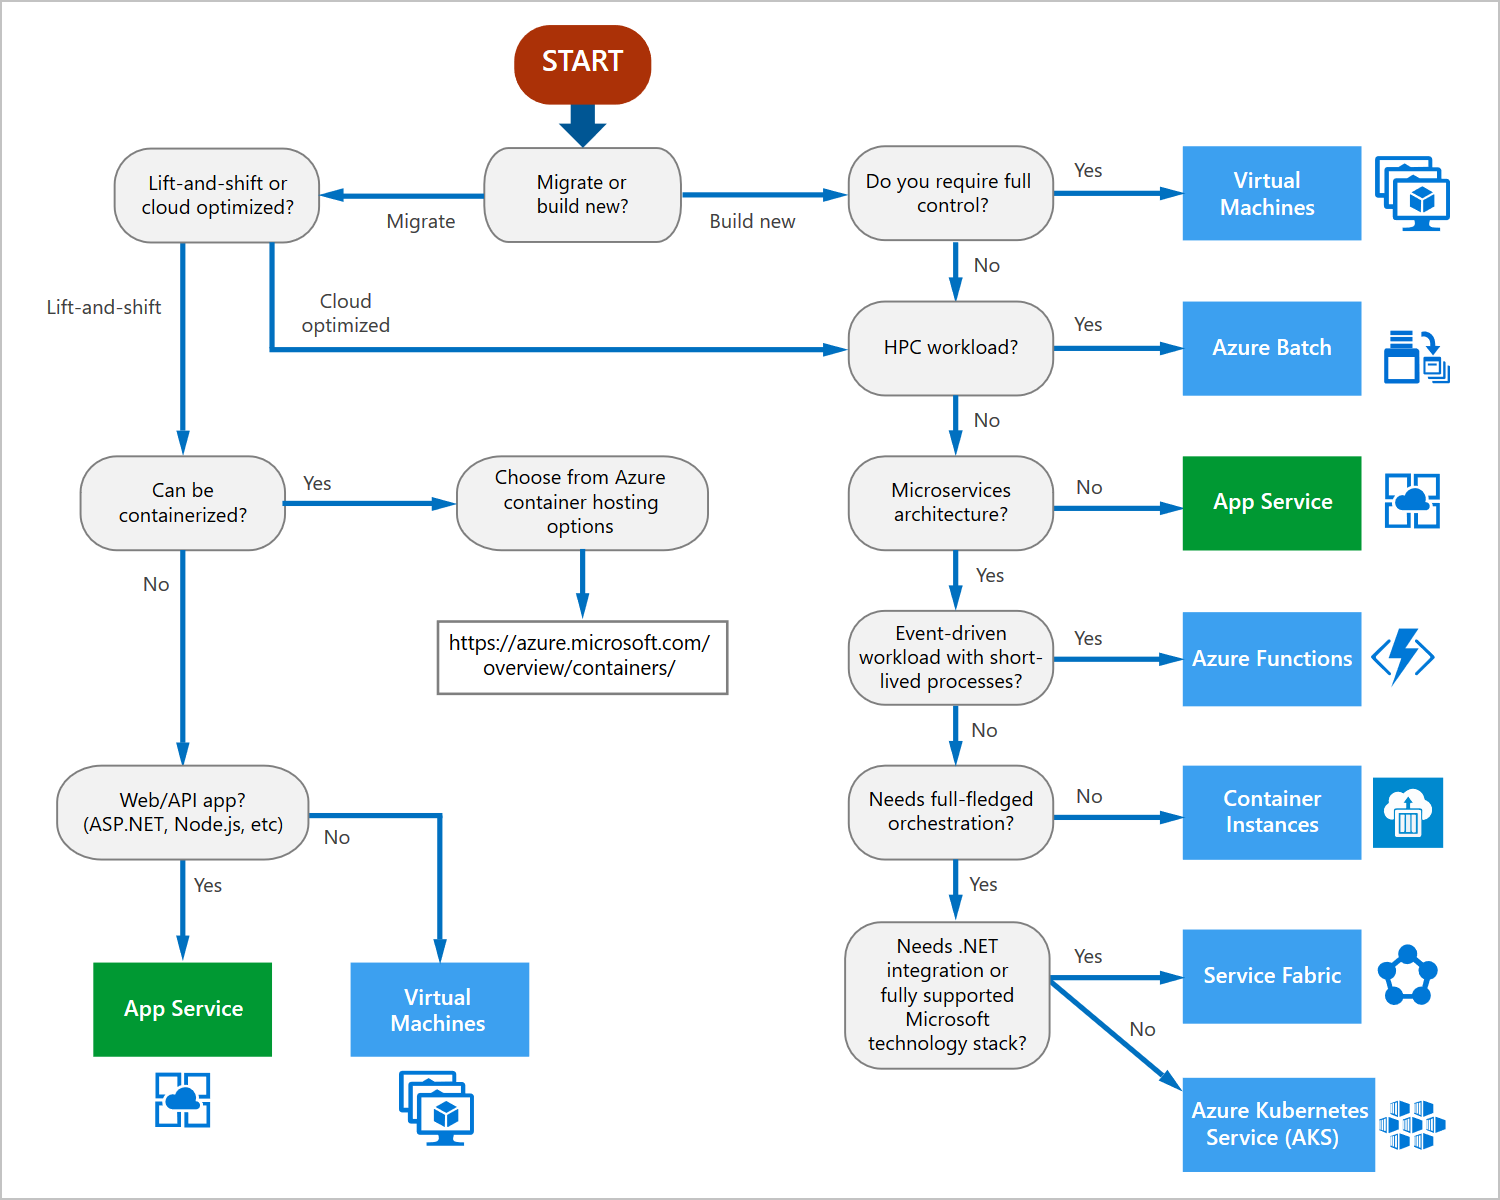 START
Lift-and-shift or
cloud optimized?
Migrate
Migrate or
build new?
Build new
Do you require full
control?
Yes
Virtual
Machines
No
Lift-and-shift
Cloud
optimized
HPC workload?
Yes
Azure Batch
No
Can be
containerized?
Yes
Choose from Azure
container hosting
options
Microservices
architecture?
No
App Service
Yes
No
https://azure.microsoft.com/
overview/containers/
Event-driven
workload with short-
lived processes?
Yes
Azure Functions
No
Web/API app?
(ASP.NET, Node.js, etc)
No
Yes
Needs full-fledged
orchestration?
No
Container
Instances
Yes
App Service
Virtual
Machines
Needs .NET
integration or
fully supported
Microsoft
technology stack?
Yes
Service Fabric
No
Azure Kubernetes
Service (AKS)